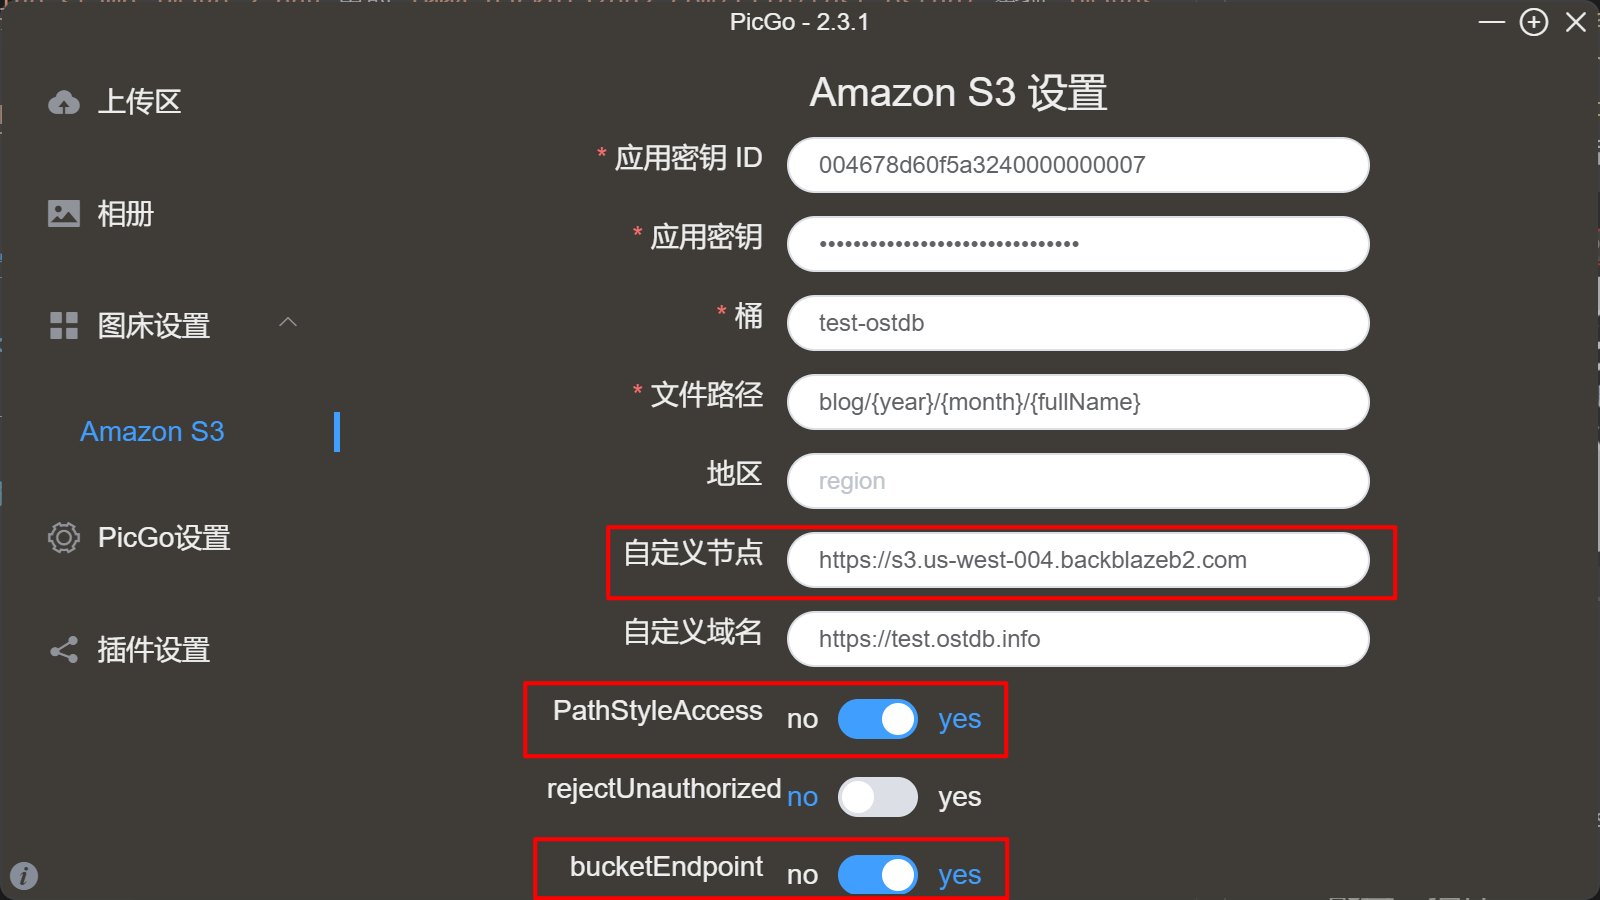 PicGo - 2.3.1
上传区
相册
图床设置
Amazon S3
PicGo设置
插件设置
Amazon S3 设置
* 应用密钥 ID 004678d60f5a3240000000007
* 应用密钥 •••••••••••••••••••••••••••••••
* 桶 test-ostdb
* 文件路径 blog/{year}/{month}/{fullName}
地区 region
自定义节点 https://s3.us-west-004.backblazeb2.com
自定义域名 https://test.ostdb.info
PathStyleAccess no yes
rejectUnauthorized no yes
bucketEndpoint no yes